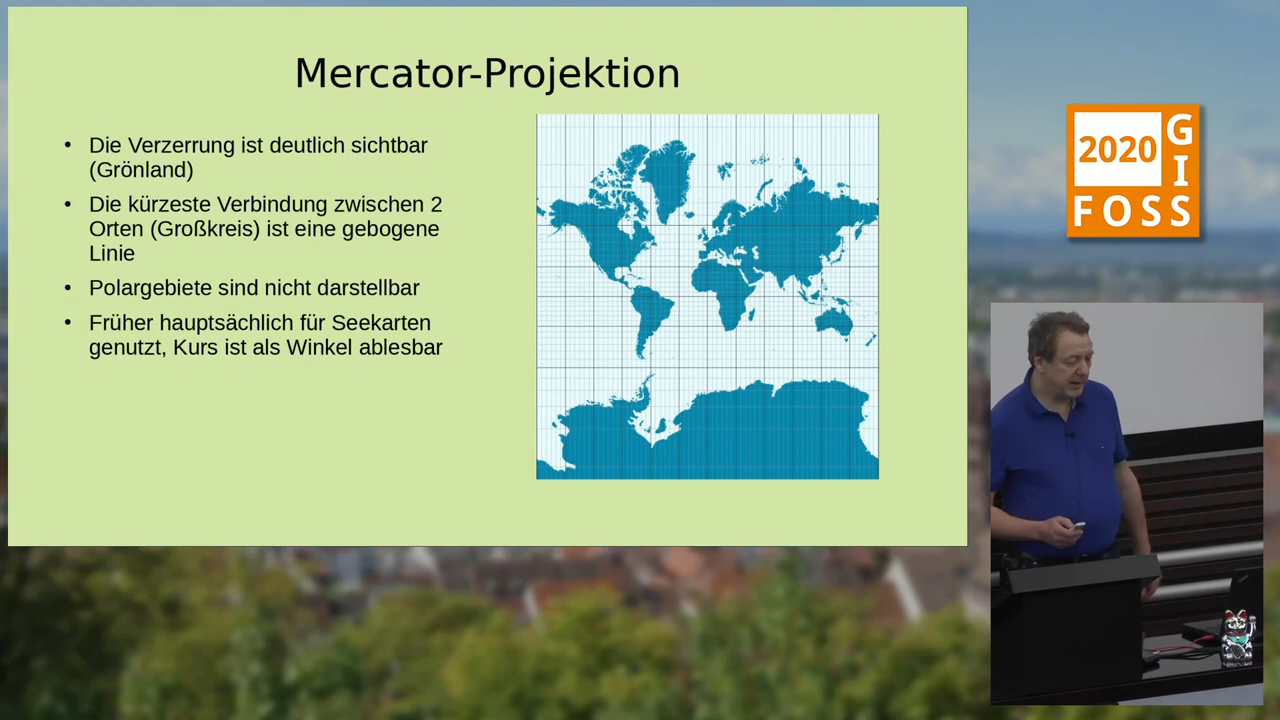 Mercator-Projektion
• Die Verzerrung ist deutlich sichtbar
(Grönland)
• Die kürzeste Verbindung zwischen 2
Orten (Großkreis) ist eine gebogene
Linie
• Polargebiete sind nicht darstellbar
• Früher hauptsächlich für Seekarten
genutzt, Kurs ist als Winkel ablesbar
2020 GI
FOSS